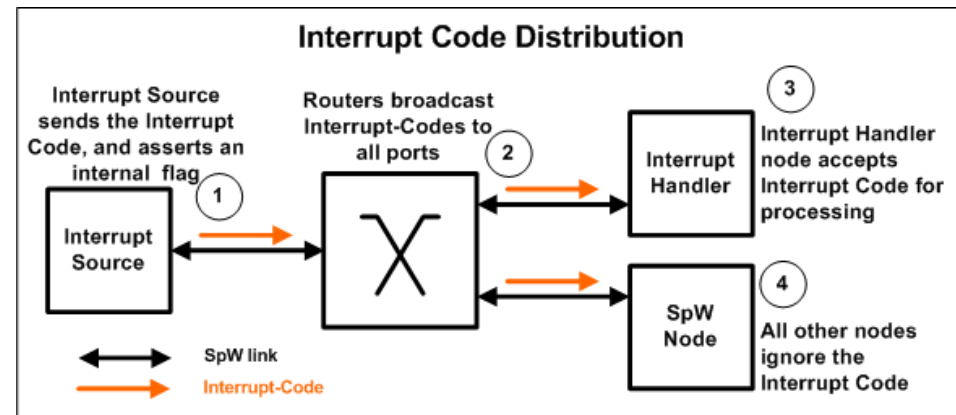 Interrupt Code Distribution
Interrupt Source
sends the Interrupt
Code, and asserts an
internal flag
1
Interrupt
Source
Routers broadcast
Interrupt-Codes to
all ports
2
Interrupt
Handler
3
Interrupt Handler
node accepts
Interrupt Code for
processing
SpW
Node
4
All other nodes
ignore the
Interrupt Code
SpW link
Interrupt-Code